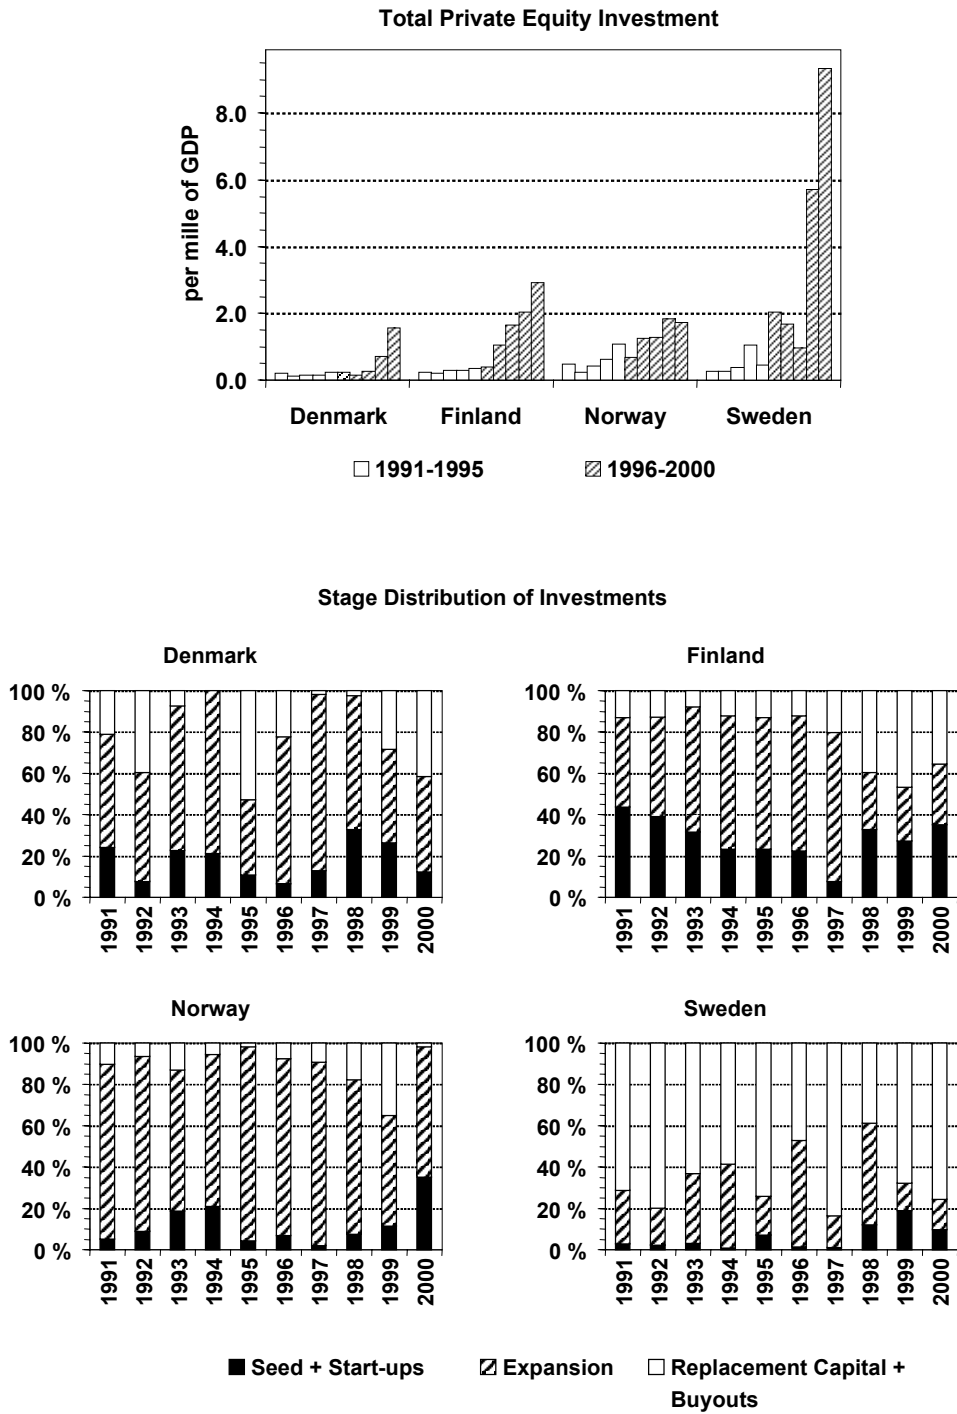 Total Private Equity Investment
per mille of GDP
8.0
6.0
4.0
2.0
0.0
Denmark Finland Norway Sweden
1991-1995 1996-2000
Stage Distribution of Investments
Denmark
100 %
80 %
60 %
40 %
20 %
0 %
1991 1992 1993 1994 1995 1996 1997 1998 1999 2000
Finland
100 %
80 %
60 %
40 %
20 %
0 %
1991 1992 1993 1994 1995 1996 1997 1998 1999 2000
Norway
100 %
80 %
60 %
40 %
20 %
0 %
1991 1992 1993 1994 1995 1996 1997 1998 1999 2000
Sweden
100 %
80 %
60 %
40 %
20 %
0 %
1991 1992 1993 1994 1995 1996 1997 1998 1999 2000
Seed + Start-ups Expansion Replacement Capital +
Buyouts